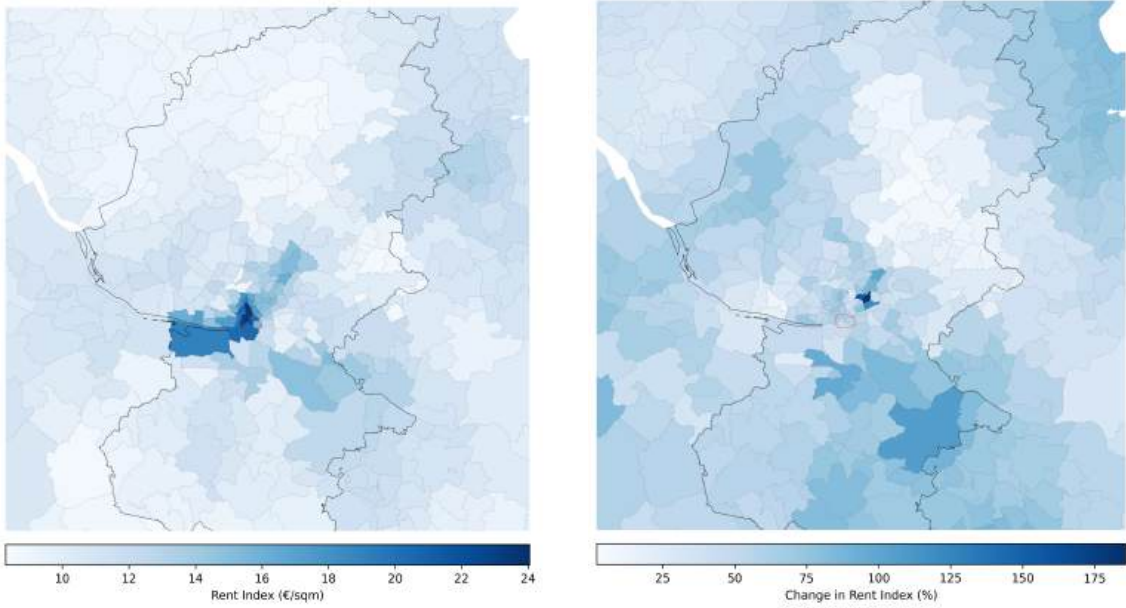 10 12 14 16 18 20 22 24
Rent Index (€/sqm)
25 50 75 100 125 150 175
Change in Rent Index (%)